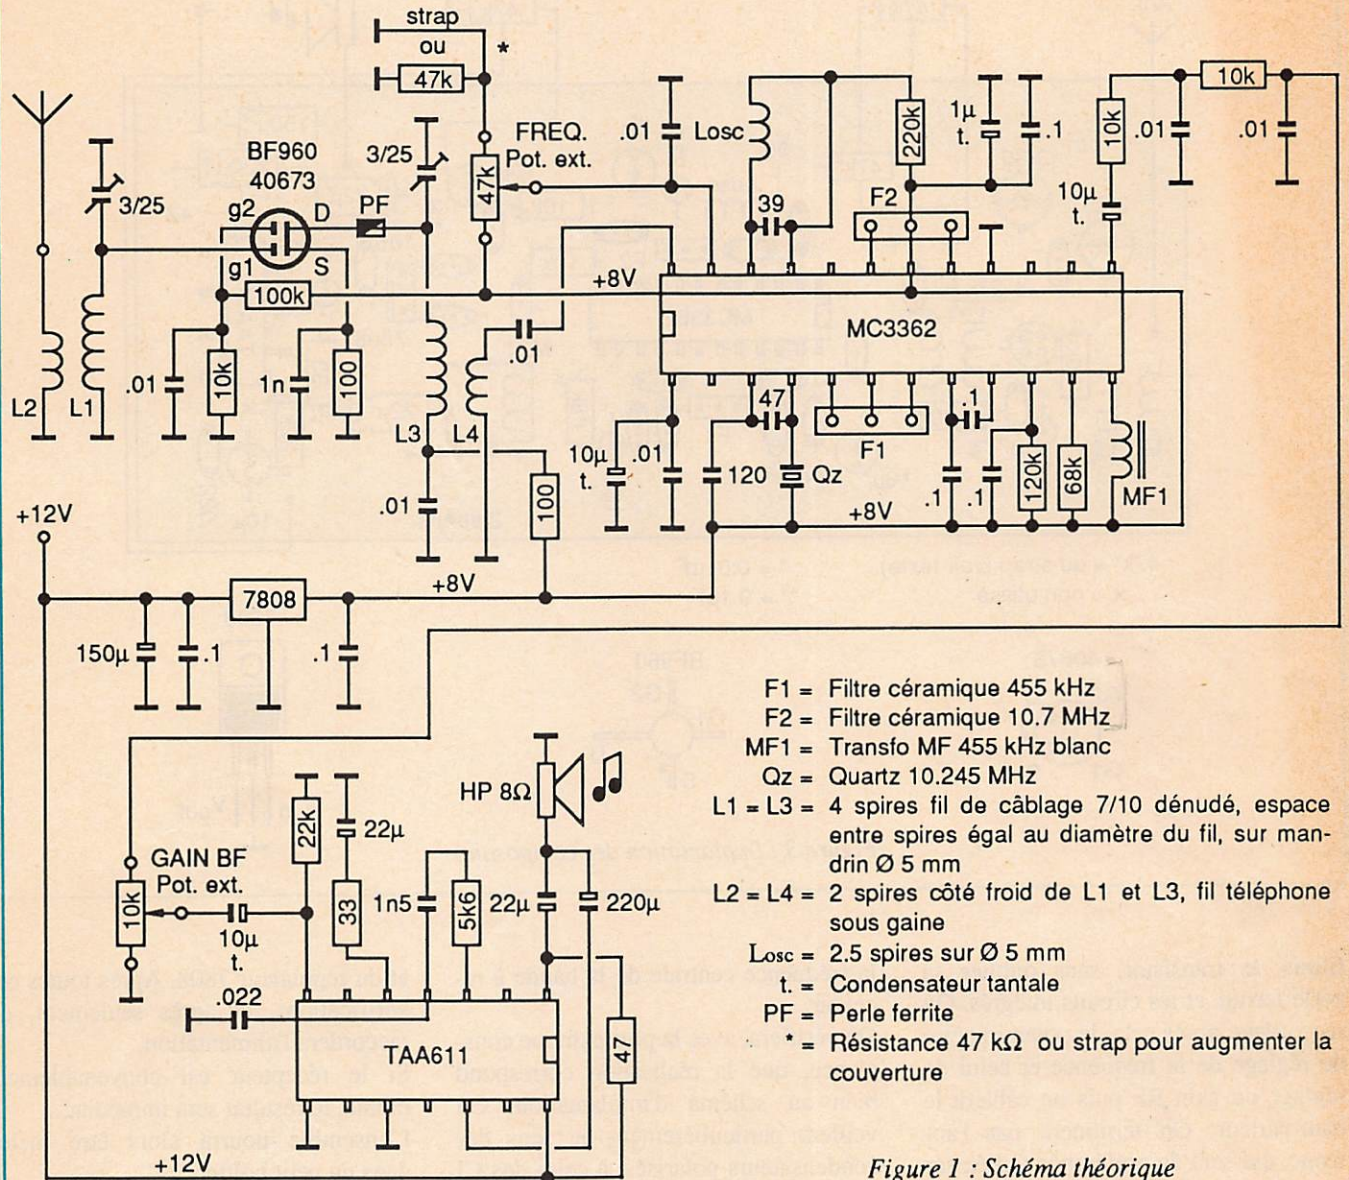 strap
ou
*
47k
BF960
40673
3/25
3/25
g2
D
PF
g1
S
FREQ.
Pot. ext.
47k
.01
Losc
220k
1µ
t.
.1
10k
.01
10k
.01
39
F2
10µ
t.
100k
+8V
MC3362
.01
10k
1n
100
.01
L2
L1
L3
L4
.01
100
10µ
t.
.01
120
47
Qz
F1
.1
.1
.1
120k
68k
MF1
+8V
+12V
7808
+8V
150µ
.1
.1
F1 = Filtre céramique 455 kHz
F2 = Filtre céramique 10.7 MHz
MF1 = Transfo MF 455 kHz blanc
Qz = Quartz 10.245 MHz
L1 = L3 = 4 spires fil de câblage 7/10 dénudé, espace
entre spires égal au diamètre du fil, sur man-
drin Ø 5 mm
L2 = L4 = 2 spires côté froid de L1 et L3, fil téléphone
sous gaine
Losc = 2.5 spires sur Ø 5 mm
t. = Condensateur tantale
PF = Perle ferrite
* = Résistance 47 kΩ ou strap pour augmenter la
couverture
HP 8Ω
22k
22µ
GAIN BF
Pot. ext.
10k
10µ
t.
33
1n5
5k6
22µ
220µ
.022
TAA611
47
+12V
Figure 1 : Schéma théorique